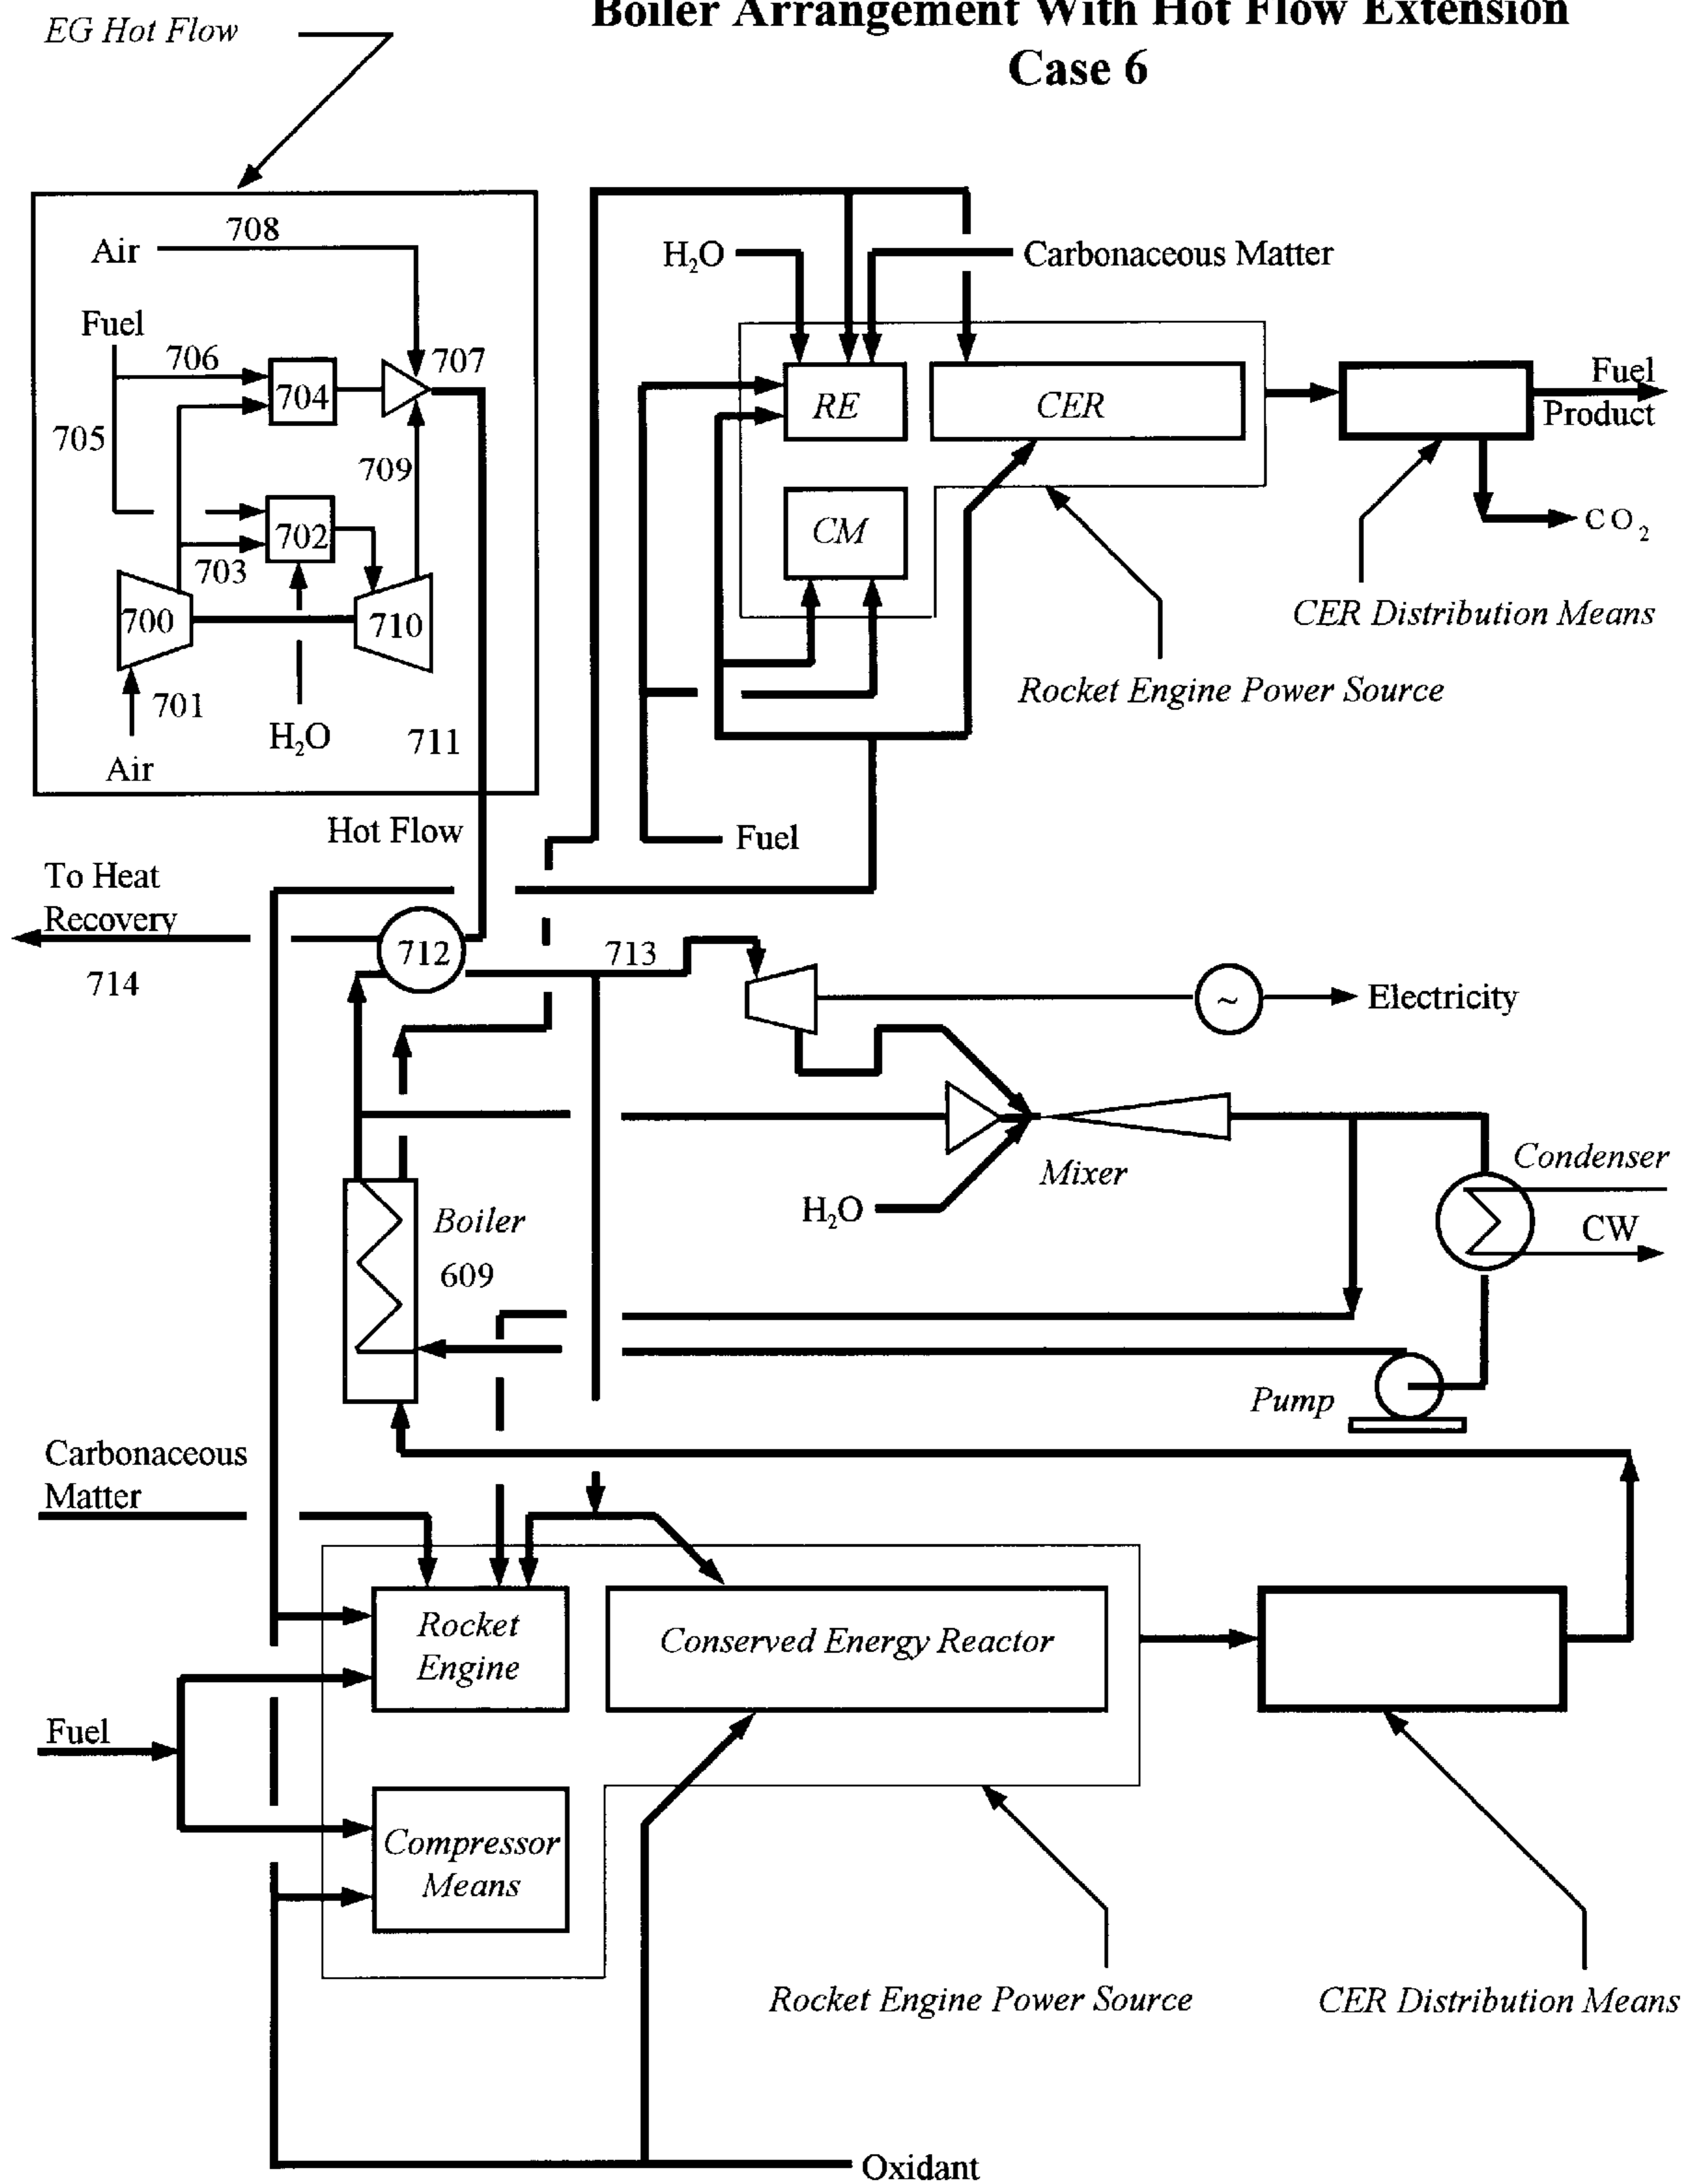 Boiler Arrangement With Hot Flow Extension
Case 6
EG Hot Flow
708
Air
Fuel
706
704
707
705
709
702
703
700
710
701
H₂O
711
Air
Hot Flow
H₂O
Carbonaceous Matter
RE
CER
Fuel
Product
CM
CO₂
CER Distribution Means
Rocket Engine Power Source
Fuel
To Heat
Recovery
714
712
713
~
Electricity
Mixer
H₂O
Condenser
CW
Boiler
609
Pump
Carbonaceous
Matter
Rocket
Engine
Conserved Energy Reactor
Fuel
Compressor
Means
Rocket Engine Power Source
CER Distribution Means
Oxidant